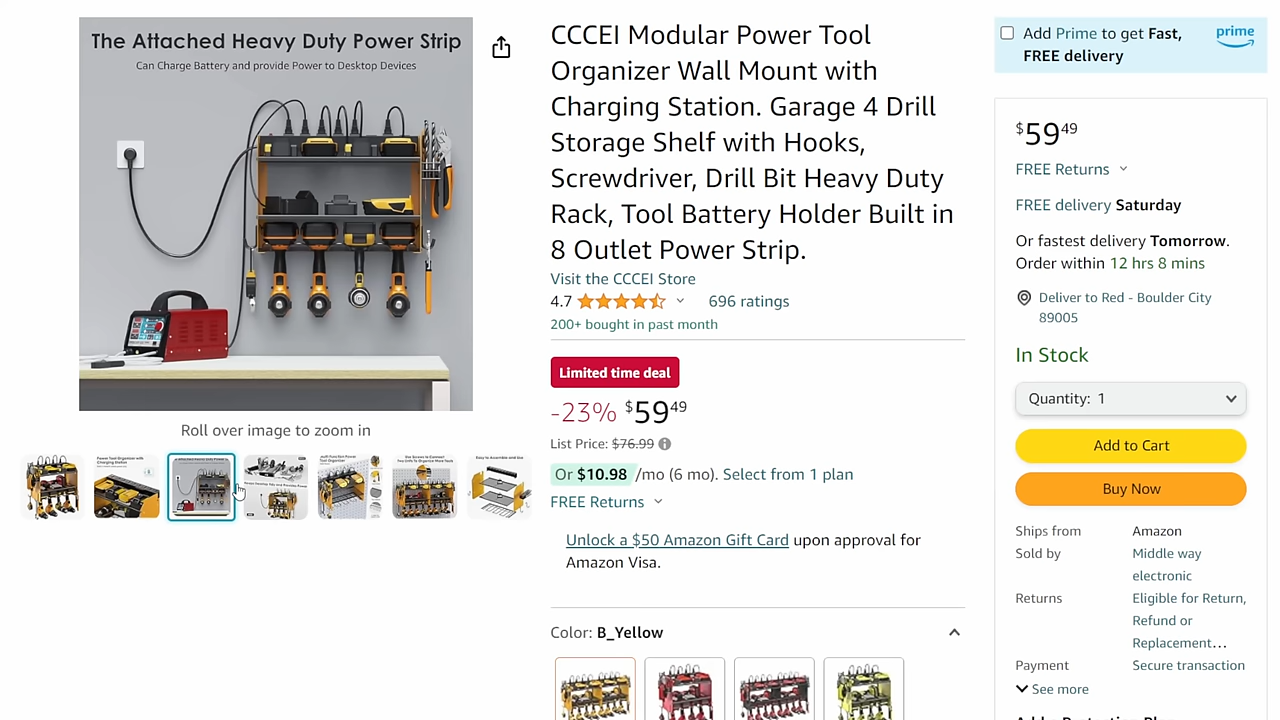 The Attached Heavy Duty Power Strip
Can Charge Battery and provide Power to Desktop Devices
Roll over image to zoom in
Power Tool Organizer with
Charging Station
CCCEI Modular Power Tool
Organizer Wall Mount with
Charging Station. Garage 4 Drill
Storage Shelf with Hooks,
Screwdriver, Drill Bit Heavy Duty
Rack, Tool Battery Holder Built in
8 Outlet Power Strip.
Visit the CCCEI Store
4.7
696 ratings
200+ bought in past month
Limited time deal
-23% $5949
List Price: $76.99
Or $10.98 /mo (6 mo). Select from 1 plan
FREE Returns
Unlock a $50 Amazon Gift Card upon approval for
Amazon Visa.
Color: B_Yellow
Add Prime to get Fast,
FREE delivery
prime
$5949
FREE Returns
FREE delivery Saturday
Or fastest delivery Tomorrow.
Order within 12 hrs 8 mins
Deliver to Red - Boulder City
89005
In Stock
Quantity: 1
Add to Cart
Buy Now
Ships from Amazon
Sold by Middle way
electronic
Returns Eligible for Return,
Refund or
Replacement…
Payment Secure transaction
See more